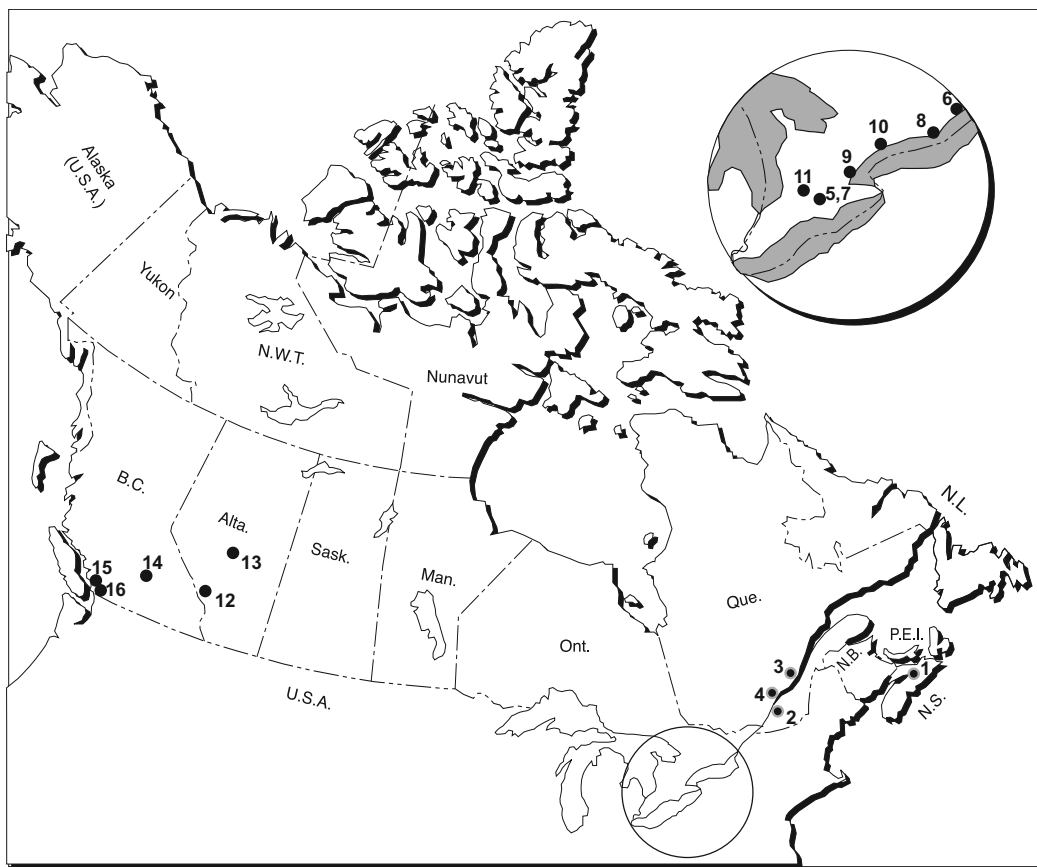 6
8
10
9
11
5,7
Alaska
(U.S.A.)
Yukon
N.W.T.
Nunavut
B.C.
Alta.
Sask.
Man.
Ont.
Que.
N.L.
P.E.I.
N.B.
N.S.
U.S.A.
13
14
15
16
12
3
1
4
2